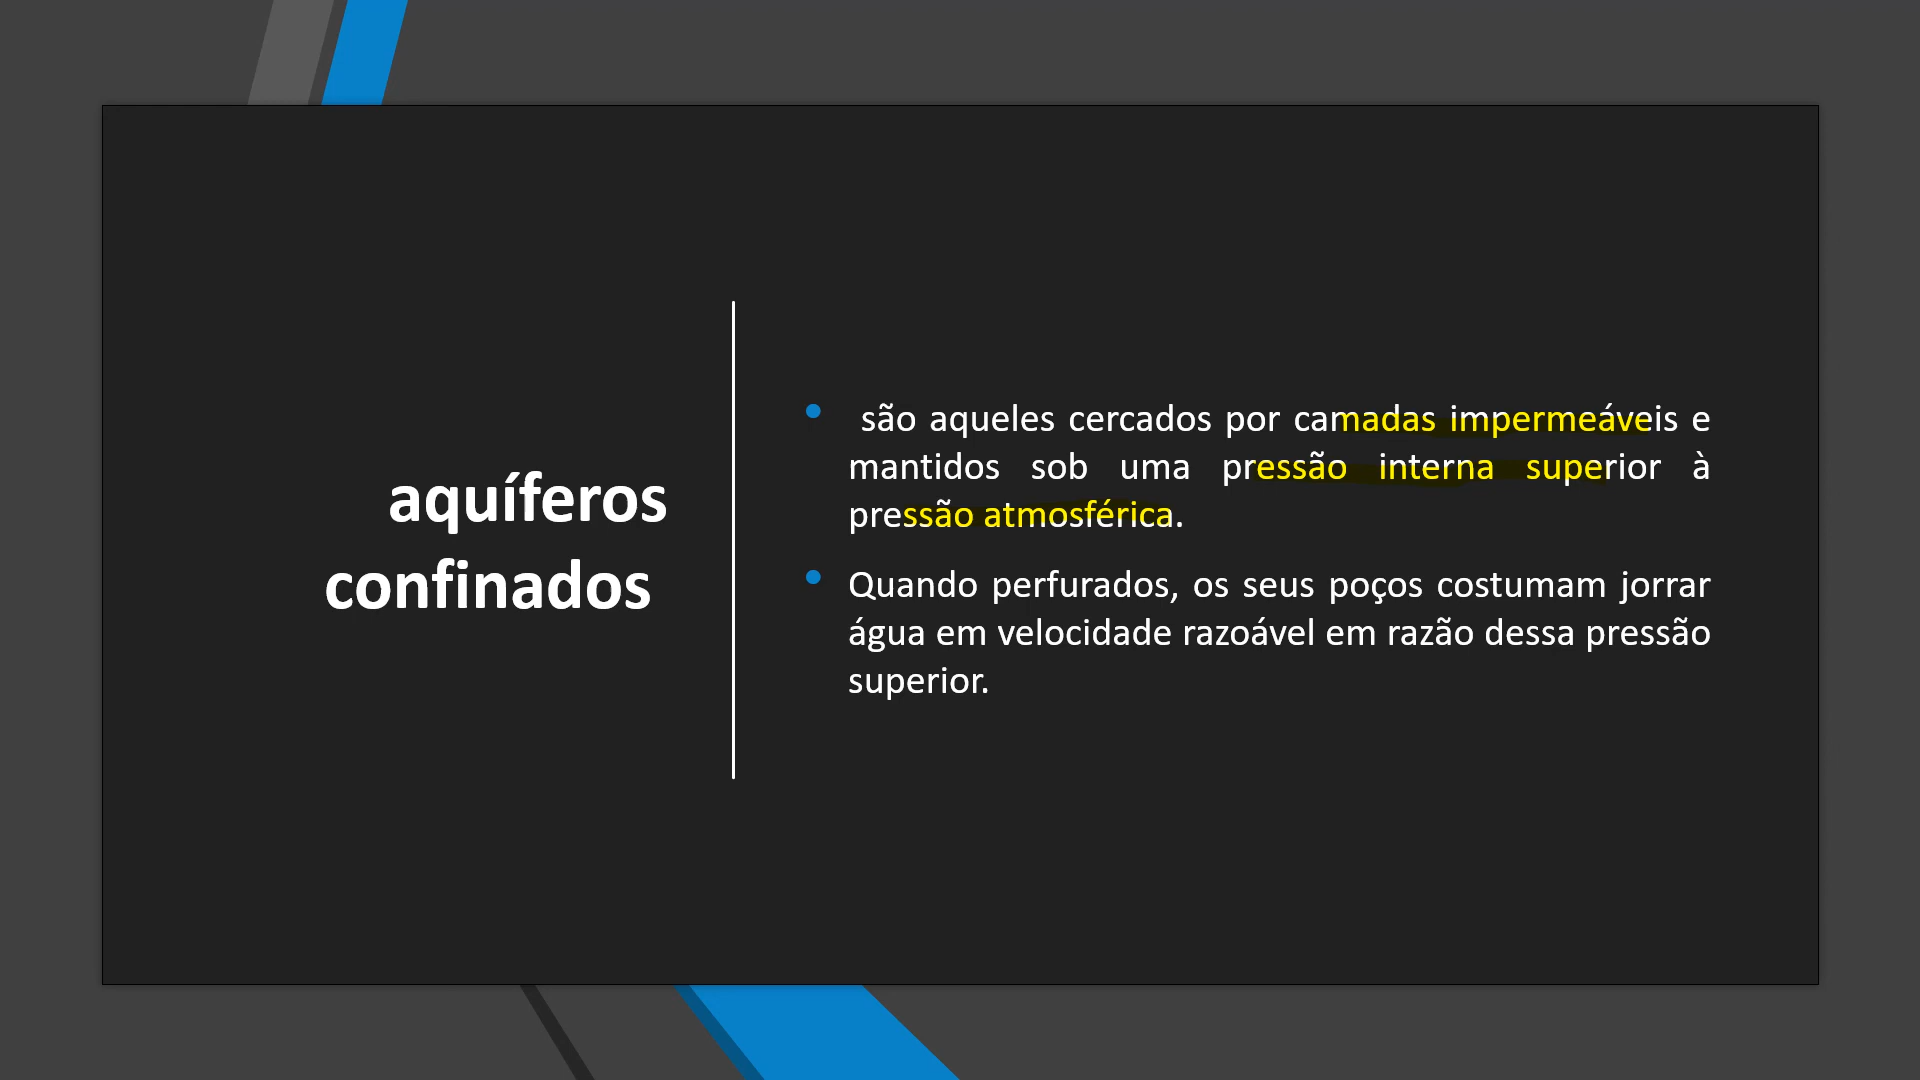 aquíferos
confinados
são aqueles cercados por camadas impermeáveis e
mantidos sob uma pressão interna superior à
pressão atmosférica.
Quando perfurados, os seus poços costumam jorrar
água em velocidade razoável em razão dessa pressão
superior.